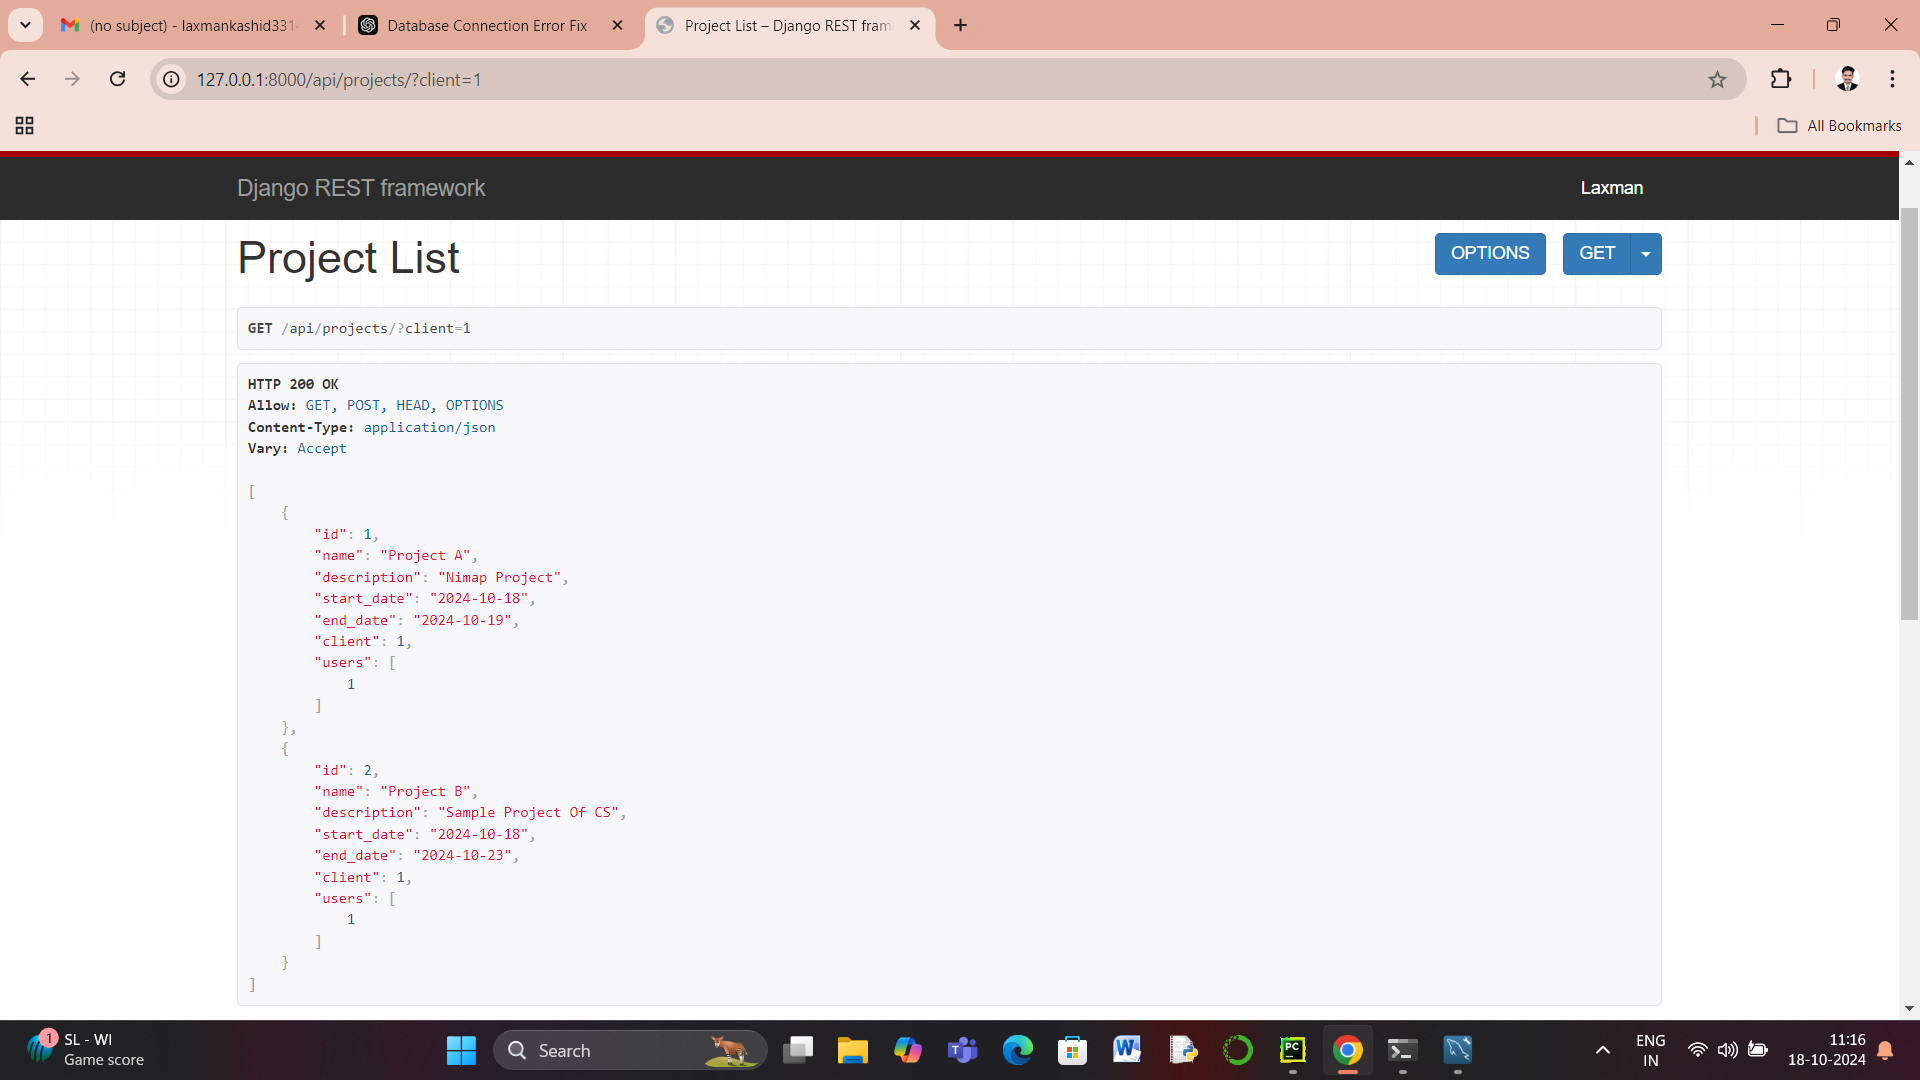 (no subject) - laxmankashid331
Database Connection Error Fix
Project List – Django REST fram
127.0.0.1:8000/api/projects/?client=1
All Bookmarks
Django REST framework
Laxman
Project List
OPTIONS
GET
GET /api/projects/?client=1
HTTP 200 OK
Allow: GET, POST, HEAD, OPTIONS
Content-Type: application/json
Vary: Accept
[
    {
        "id": 1,
        "name": "Project A",
        "description": "Nimap Project",
        "start_date": "2024-10-18",
        "end_date": "2024-10-19",
        "client": 1,
        "users": [
            1
        ]
    },
    {
        "id": 2,
        "name": "Project B",
        "description": "Sample Project Of CS",
        "start_date": "2024-10-18",
        "end_date": "2024-10-23",
        "client": 1,
        "users": [
            1
        ]
    }
]
1
SL - WI
Game score
Search
PC
ENG
IN
11:16
18-10-2024